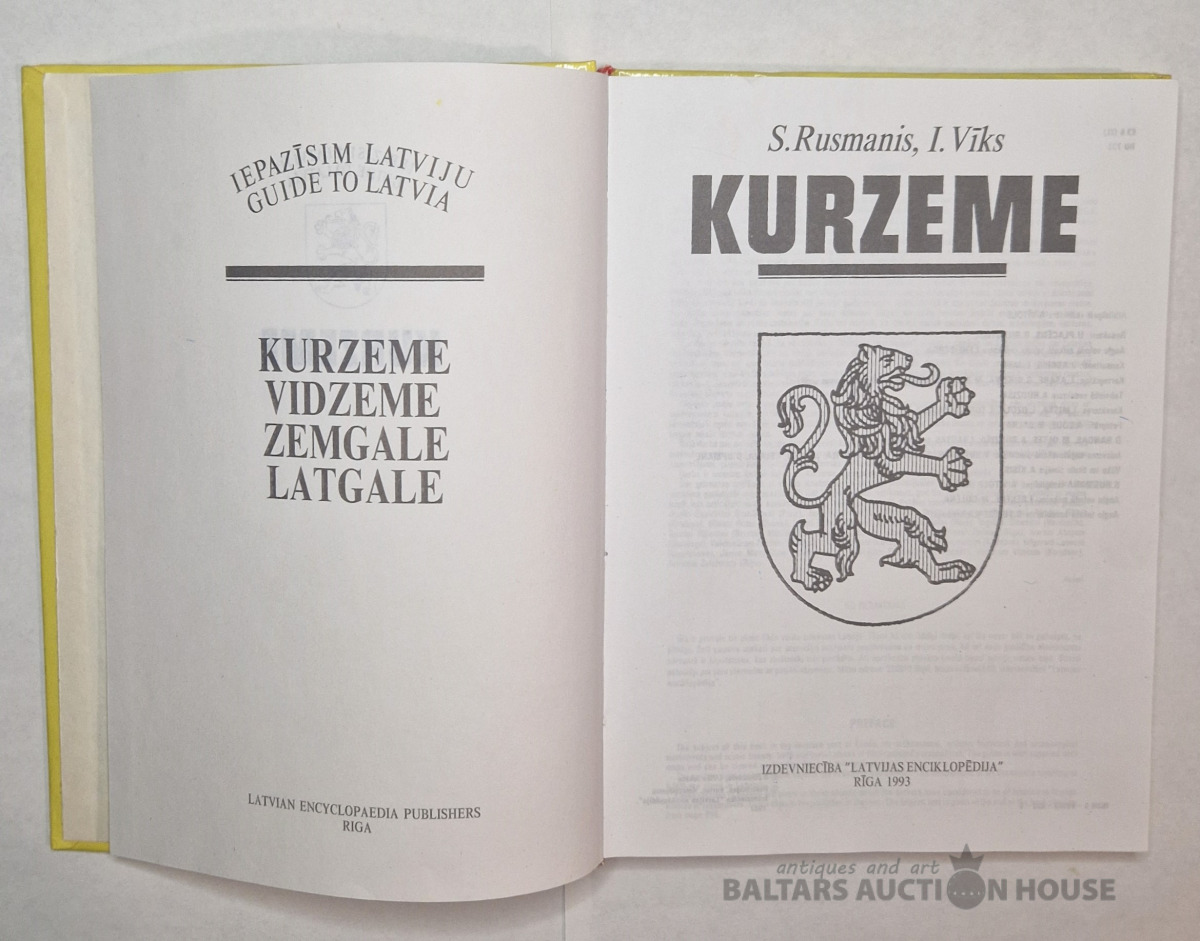 IEPAZĪSIM LATVIJU
GUIDE TO LATVIA
KURZEME
VIDZEME
ZEMGALE
LATGALE
LATVIAN ENCYCLOPAEDIA PUBLISHERS
RIGA
S. Rusmanis, I. Vīks
KURZEME
IZDEVNIECĪBA "LATVIJAS ENCIKLOPĒDIJA"
RĪGA 1993
antiques and art
BALTARS AUCTION HOUSE